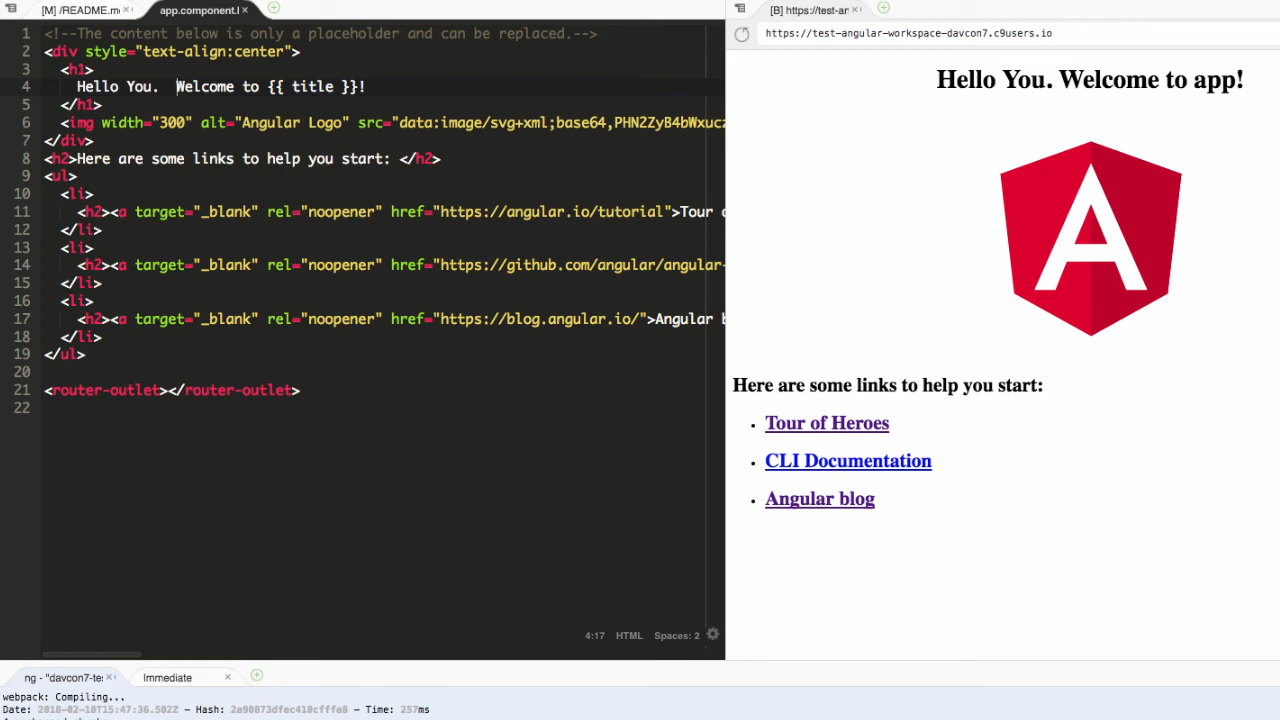 [M] /README.m
app.component.l
[B] https://test-an
https://test-angular-workspace-davcon7.c9users.io
1 <!--The content below is only a placeholder and can be replaced.-->
2 <div style="text-align:center">
3 <h1>
4 Hello You.  Welcome to {{ title }}!
5 </h1>
6 <img width="300" alt="Angular Logo" src="data:image/svg+xml;base64,PHN2ZyB4bWxucz
7 </div>
8 <h2>Here are some links to help you start: </h2>
9 <ul>
10 <li>
11 <h2><a target="_blank" rel="noopener" href="https://angular.io/tutorial">Tour o
12 </li>
13 <li>
14 <h2><a target="_blank" rel="noopener" href="https://github.com/angular/angular-
15 </li>
16 <li>
17 <h2><a target="_blank" rel="noopener" href="https://blog.angular.io/">Angular b
18 </li>
19 </ul>
20
21 <router-outlet></router-outlet>
22
4:17 HTML Spaces: 2
Hello You. Welcome to app!
A
Here are some links to help you start:
• Tour of Heroes
• CLI Documentation
• Angular blog
ng - "davcon7-te
Immediate
webpack: Compiling...
Date: 2018-02-10T15:47:36.502Z - Hash: 2a90873dfec410cfffa8 - Time: 257ms